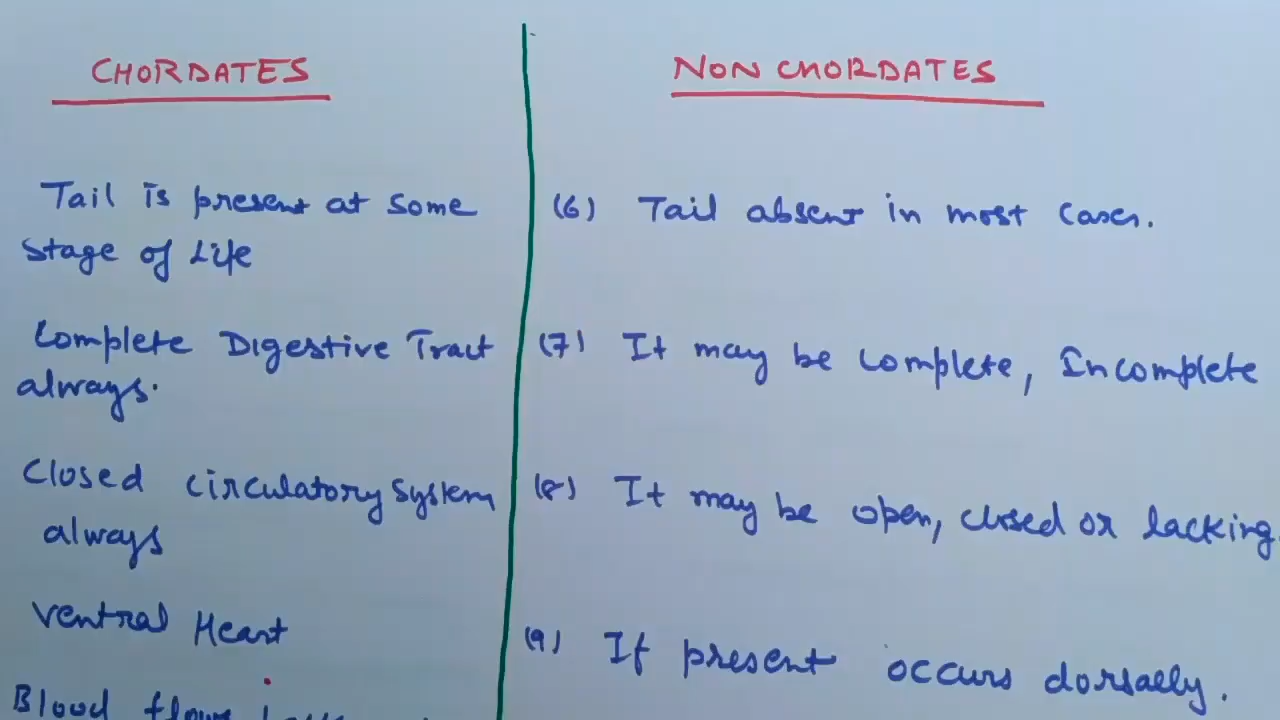 CHORDATES
NON CHORDATES
Tail is present at some
stage of Life
(6) Tail absent in most cases.
Complete Digestive Tract
always.
(7) It may be complete, Incomplete
Closed circulatory system
always
(8) It may be open, closed or lacking.
Ventral Heart
(9) If present occurs dorsally.
Blood flows